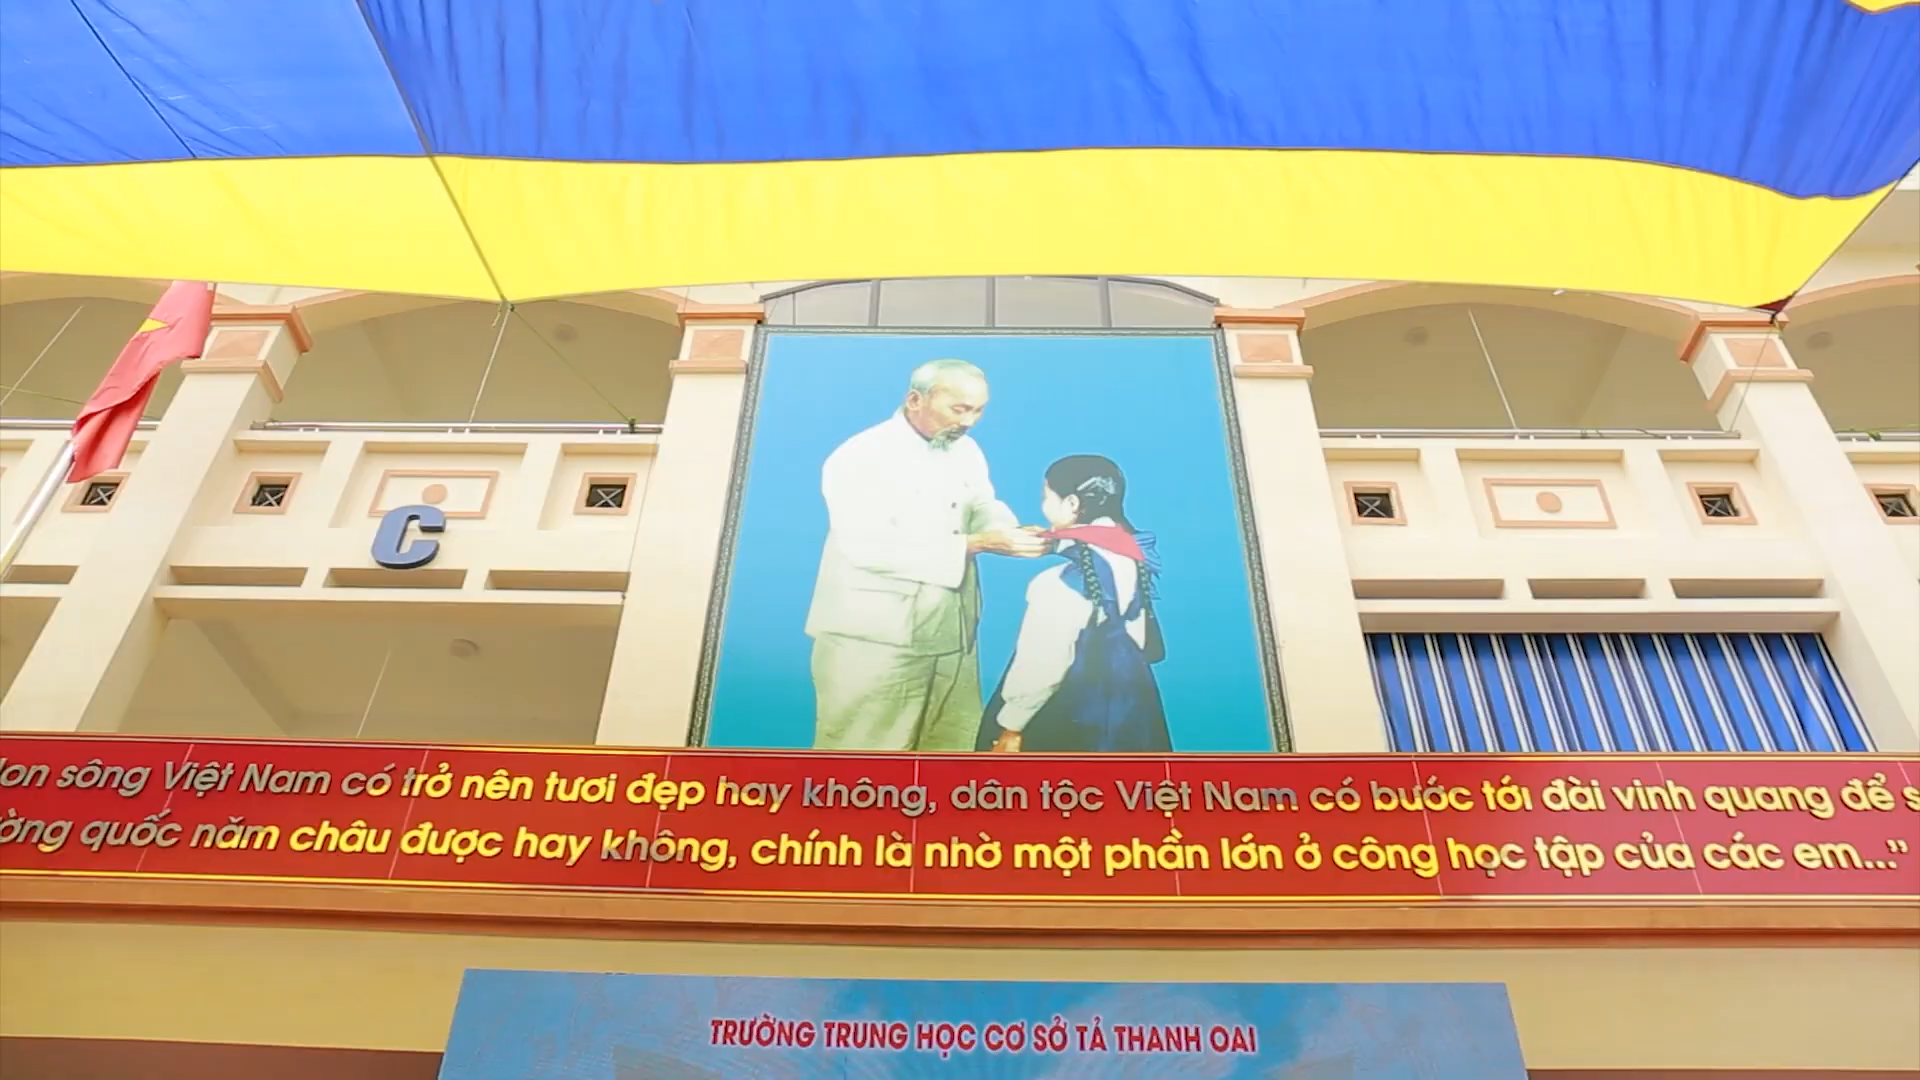 C
non sông Việt Nam có trở nên tươi đẹp hay không, dân tộc Việt Nam có bước tới đài vinh quang để
quốc năm châu được hay không, chính là nhờ một phần lớn ở công học tập của các em..."
TRƯỜNG TRUNG HỌC CƠ SỞ TẢ THANH OAI